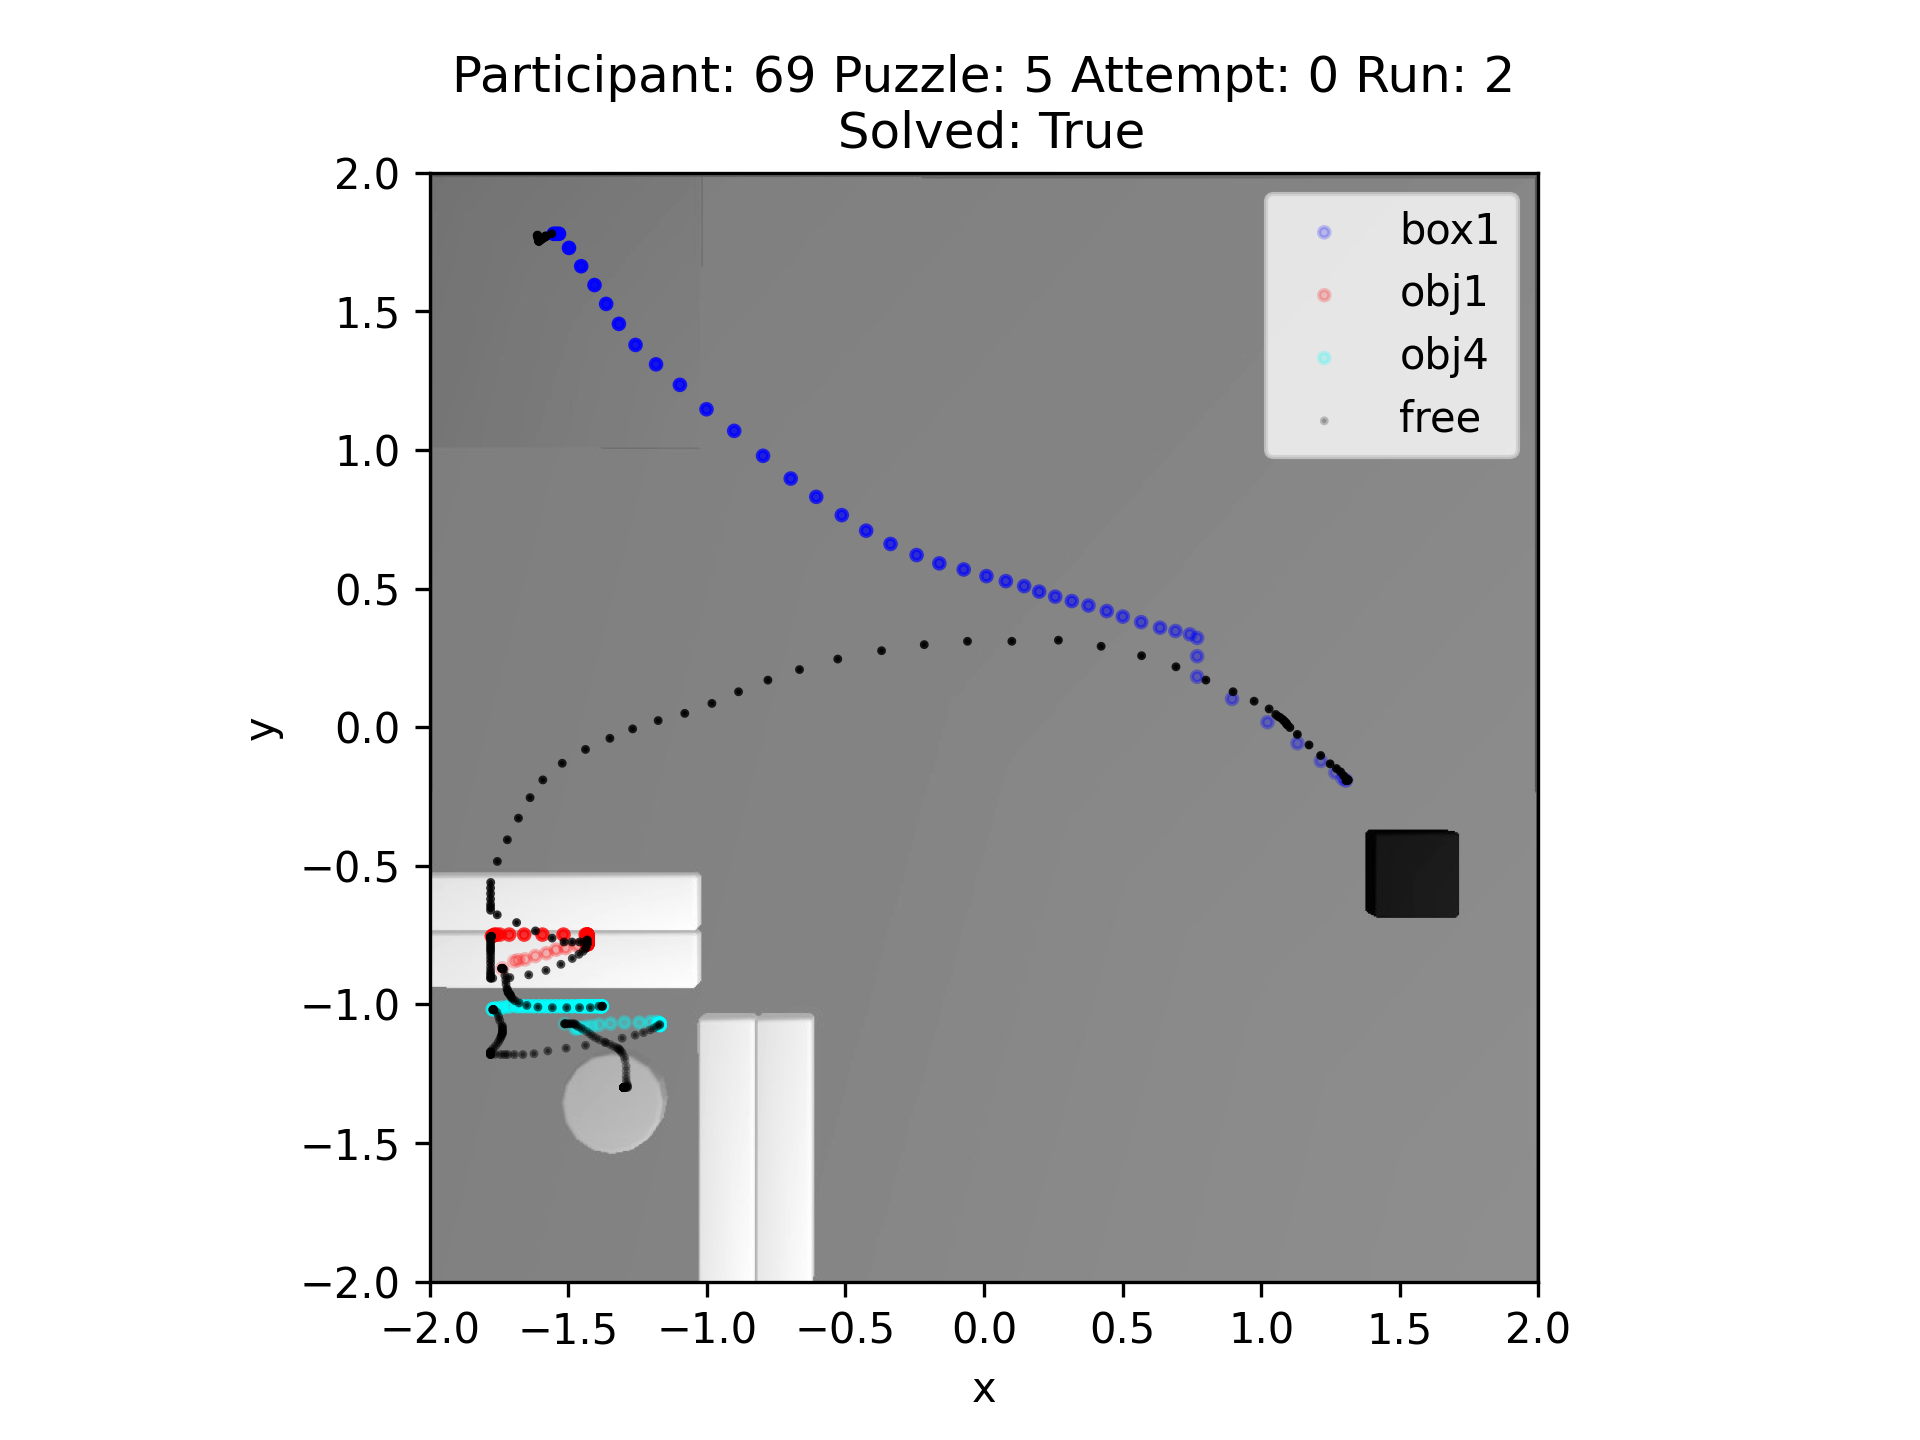 Participant: 69 Puzzle: 5 Attempt: 0 Run: 2
Solved: True
box1
obj1
obj4
free
2.0
1.5
1.0
0.5
0.0
−0.5
−1.0
−1.5
−2.0
y
−2.0 −1.5 −1.0 −0.5 0.0 0.5 1.0 1.5 2.0
x